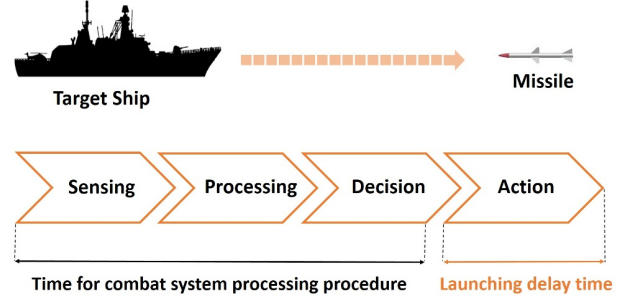 Target Ship
Missile
Sensing
Processing
Decision
Action
Time for combat system processing procedure
Launching delay time